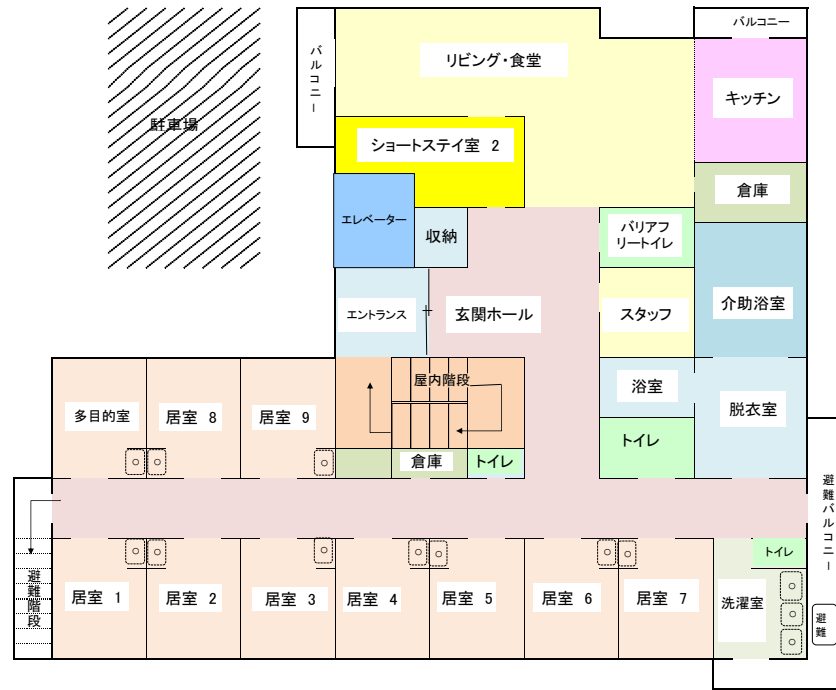 バルコニー
バルコニー
リビング・食堂
キッチン
駐車場
ショートステイ室 2
倉庫
エレベーター
収納
バリアフ
リートイレ
エントランス
玄関ホール
スタッフ
介助浴室
屋内階段
浴室
脱衣室
多目的室
居室 8
居室 9
トイレ
倉庫
トイレ
避難バルコニー
トイレ
避難階段
居室 1
居室 2
居室 3
居室 4
居室 5
居室 6
居室 7
洗濯室
避難